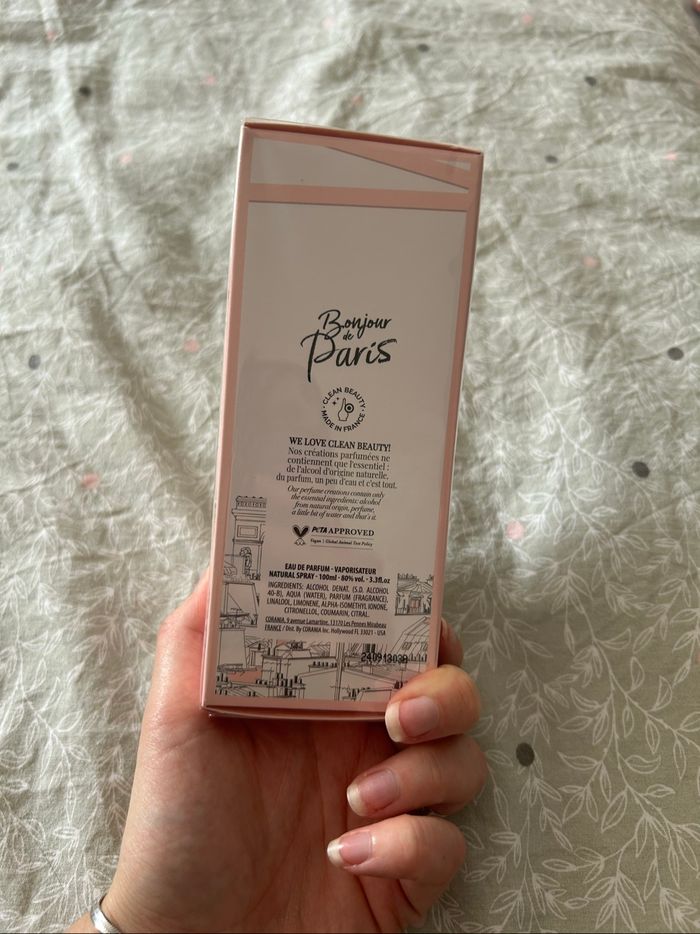 Bonjour
de
Paris
CLEAN BEAUTY
MADE IN FRANCE
WE LOVE CLEAN BEAUTY!
Nos créations parfumées ne
contiennent que l'essentiel :
de l'alcool d'origine naturelle,
du parfum, un peu d'eau et c'est tout.
Our perfume creations contain only
the essential ingredients: alcohol
from natural origin, perfume,
a little bit of water and that's it.
PETA APPROVED
Vegan | Global Animal Test Policy
EAU DE PARFUM - VAPORISATEUR
NATURAL SPRAY - 100ml - 80% vol. - 3.3fl.oz
INGREDIENTS: ALCOHOL DENAT. (S.D. ALCOHOL
40-B), AQUA (WATER), PARFUM (FRAGRANCE),
LINALOOL, LIMONENE, ALPHA-ISOMETHYL IONONE,
CITRONELLOL, COUMARIN, CITRAL.
CORANIA, 9 avenue Lamartine, 13170 Les Pennes Mirabeau
FRANCE / Dist. By CORANIA Inc. Hollywood FL 33021 - USA